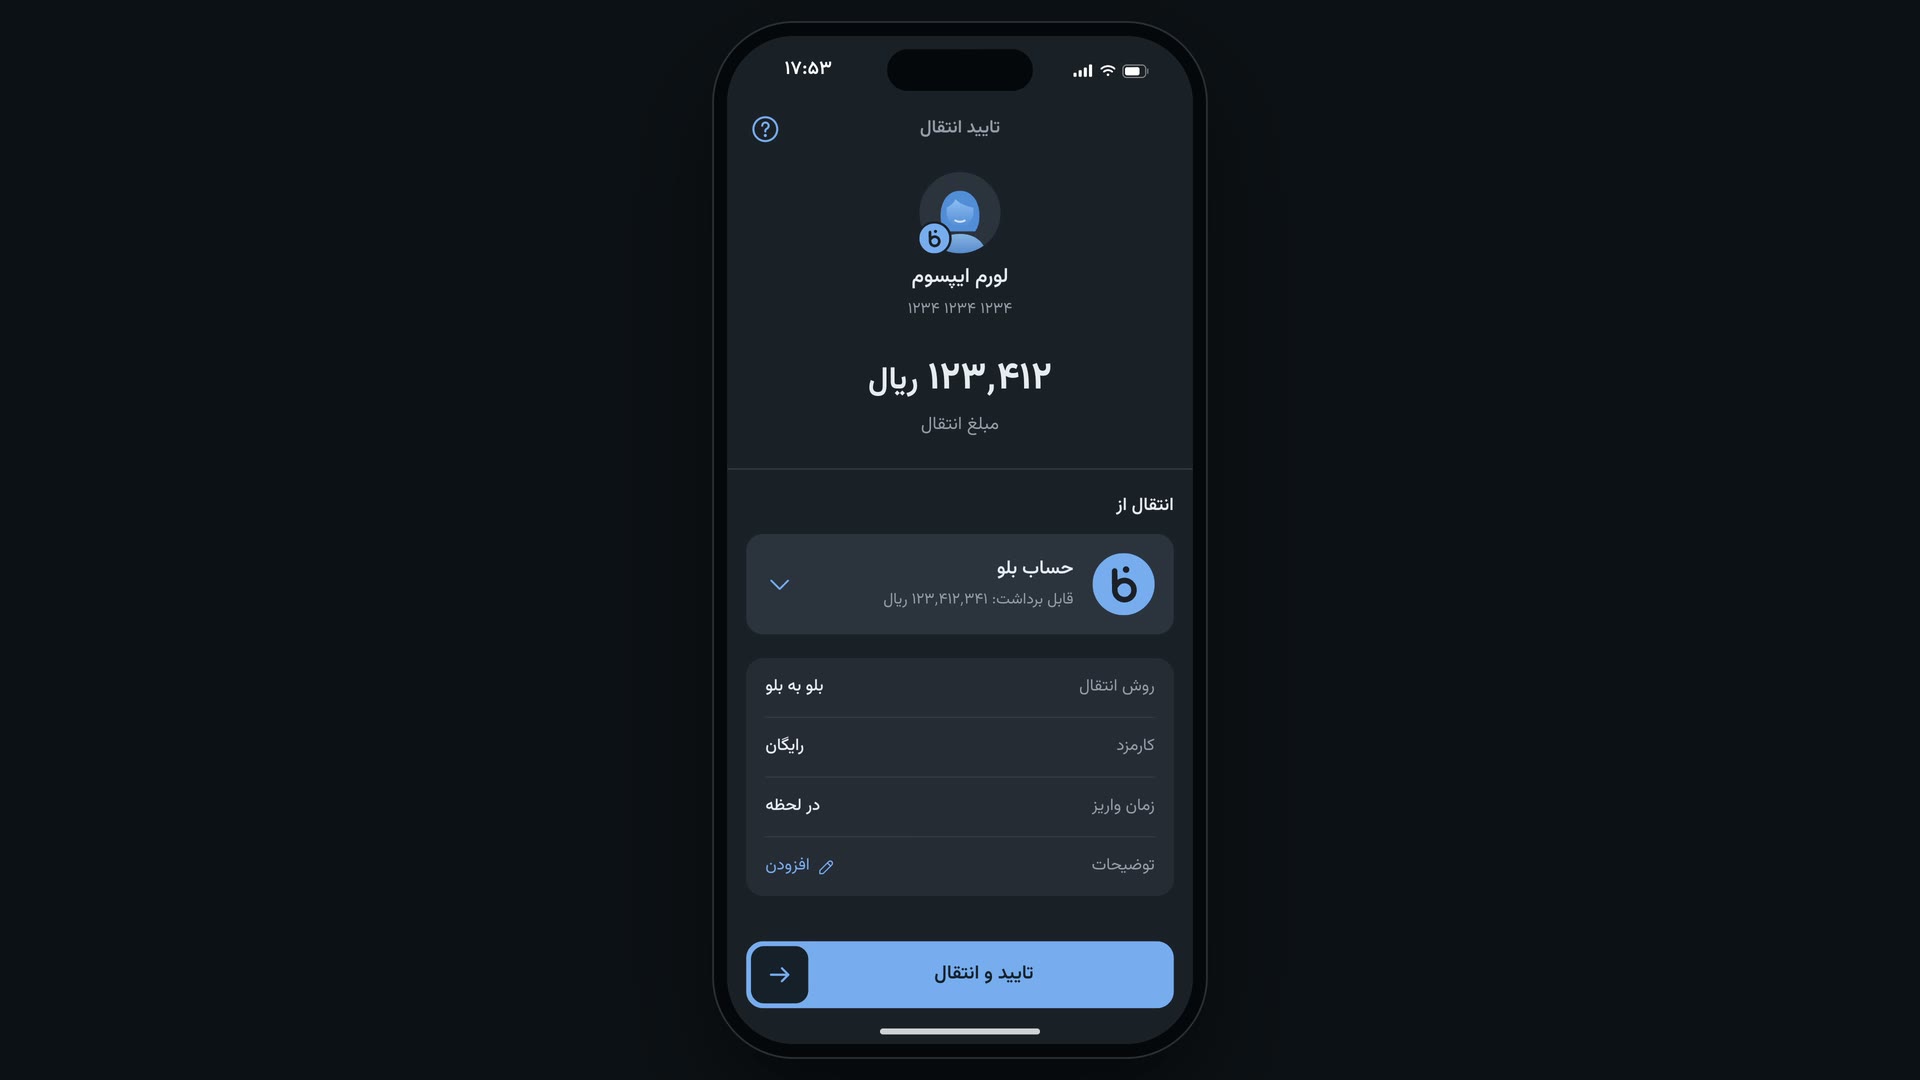 ۱۷:۵۳
تایید انتقال
لورم ایپسوم
۱۲۳۴ ۱۲۳۴ ۱۲۳۴
۱۲۳,۴۱۲ ریال
مبلغ انتقال
انتقال از
حساب بلو
قابل برداشت: ۱۲۳,۴۱۲,۳۴۱ ریال
روش انتقال
بلو به بلو
کارمزد
رایگان
زمان واریز
در لحظه
توضیحات
افزودن
تایید و انتقال